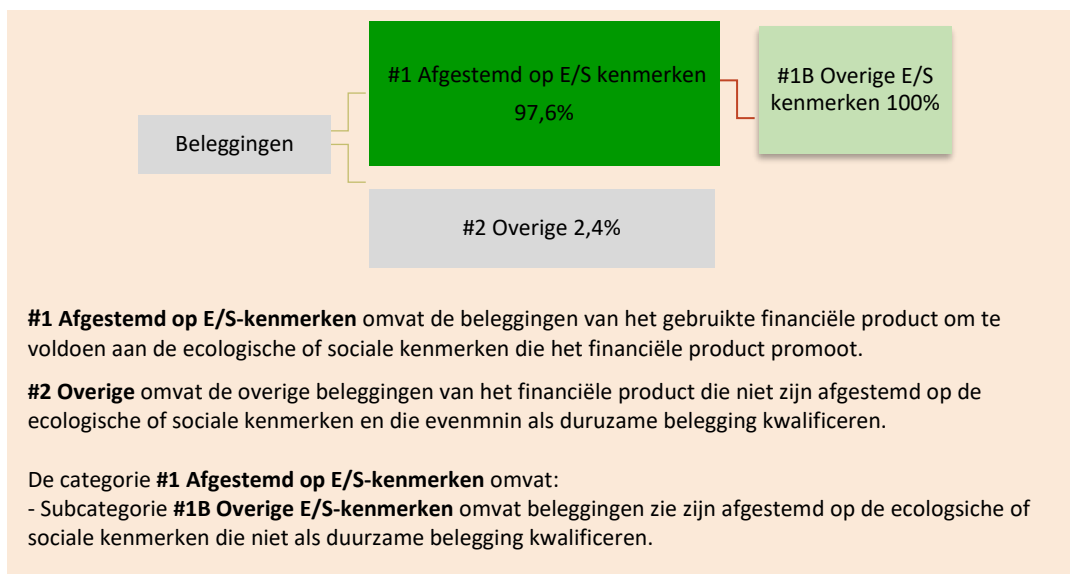 #1 Afgestemd op E/S kenmerken
97,6%
#1B Overige E/S
kenmerken 100%
Beleggingen
#2 Overige 2,4%
#1 Afgestemd op E/S-kenmerken omvat de beleggingen van het gebruikte financiële product om te
voldoen aan de ecologische of sociale kenmerken die het financiële product promoot.
#2 Overige omvat de overige beleggingen van het financiële product die niet zijn afgestemd op de
ecologische of sociale kenmerken en die evenmnin als duruzame belegging kwalificeren.
De categorie #1 Afgestemd op E/S-kenmerken omvat:
- Subcategorie #1B Overige E/S-kenmerken omvat beleggingen zie zijn afgestemd op de ecologsiche of
sociale kenmerken die niet als duurzame belegging kwalificeren.